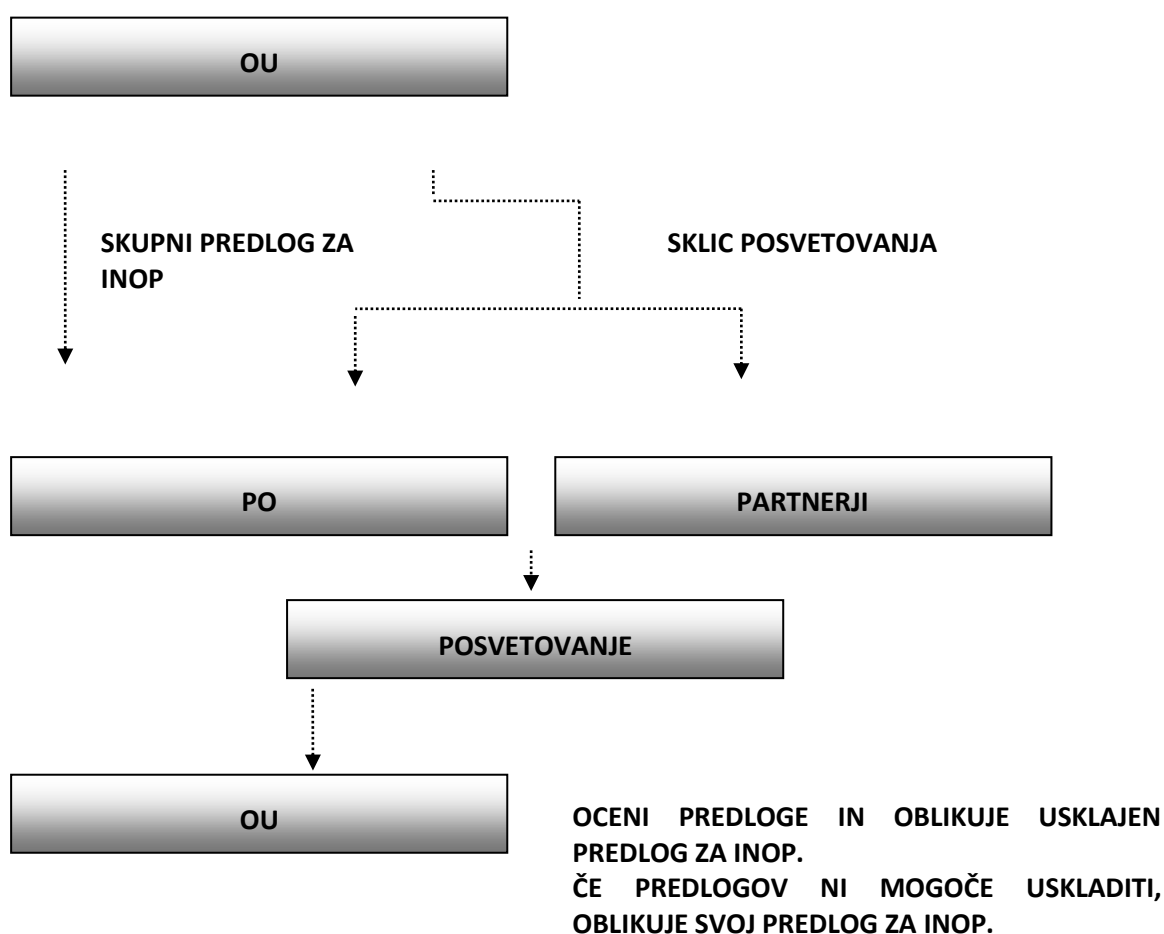 OU
SKUPNI PREDLOG ZA
INOP
SKLIC POSVETOVANJA
PO
PARTNERJI
POSVETOVANJE
OU
OCENI PREDLOGE IN OBLIKUJE USKLAJEN
PREDLOG ZA INOP.
ČE PREDLOGOV NI MOGOČE USKLADITI,
OBLIKUJE SVOJ PREDLOG ZA INOP.